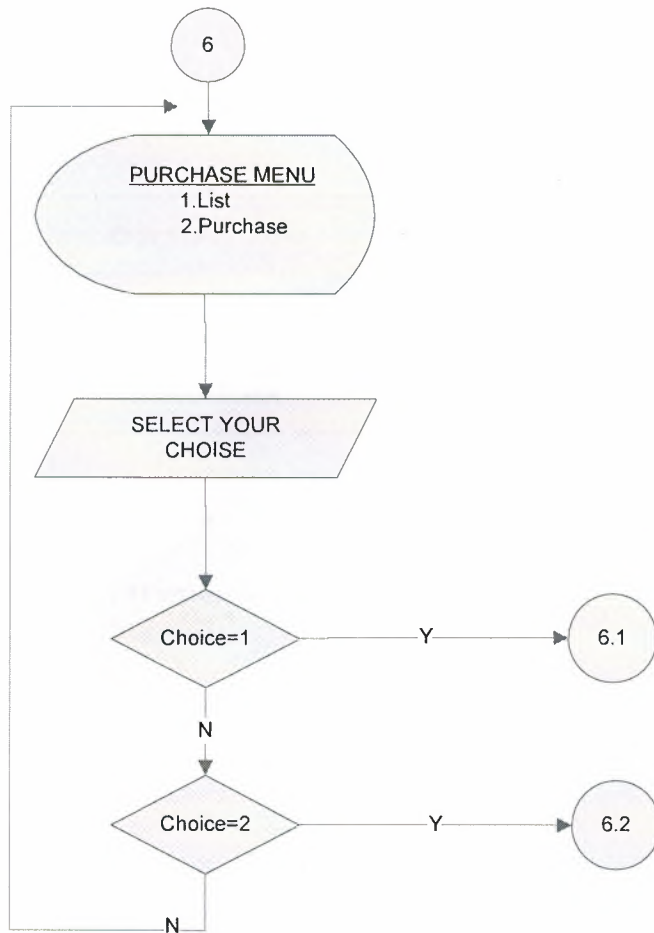 6
PURCHASE MENU
1.List
2.Purchase
SELECT YOUR
CHOISE
Choice=1
Y
6.1
N
Choice=2
Y
6.2
N